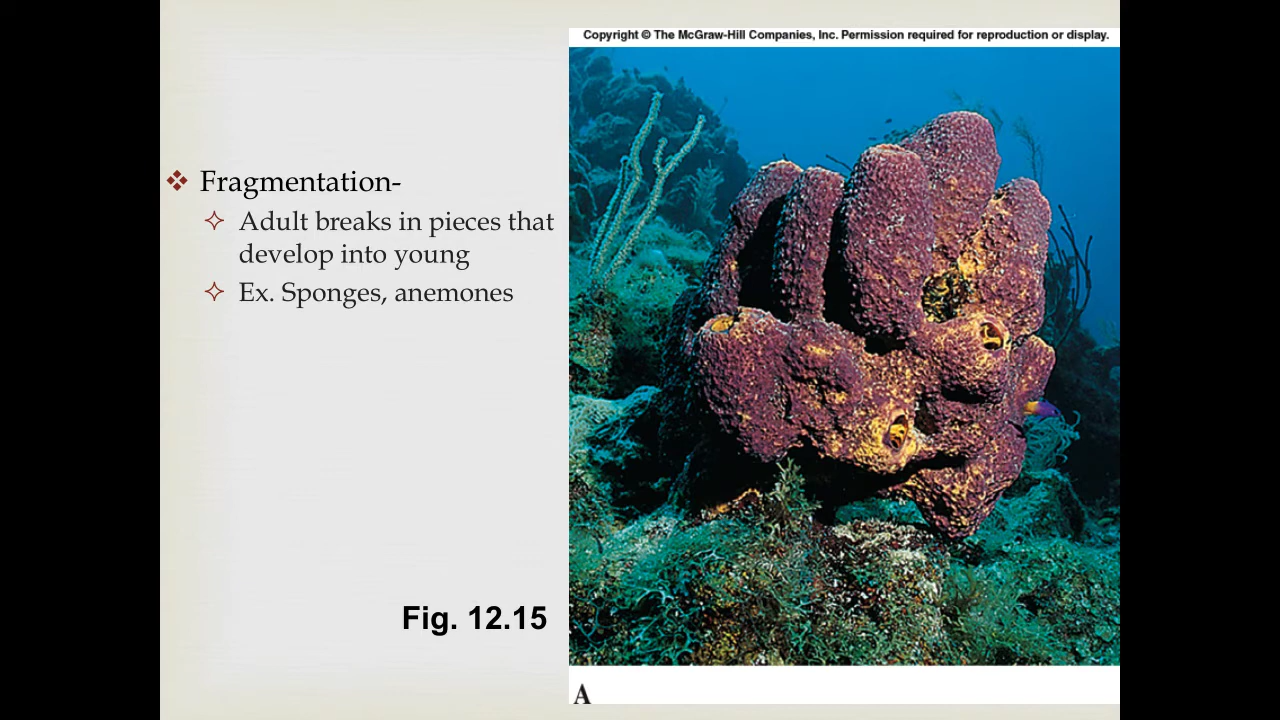 Copyright © The McGraw-Hill Companies, Inc. Permission required for reproduction or display.
Fragmentation-
Adult breaks in pieces that
develop into young
Ex. Sponges, anemones
Fig. 12.15
A